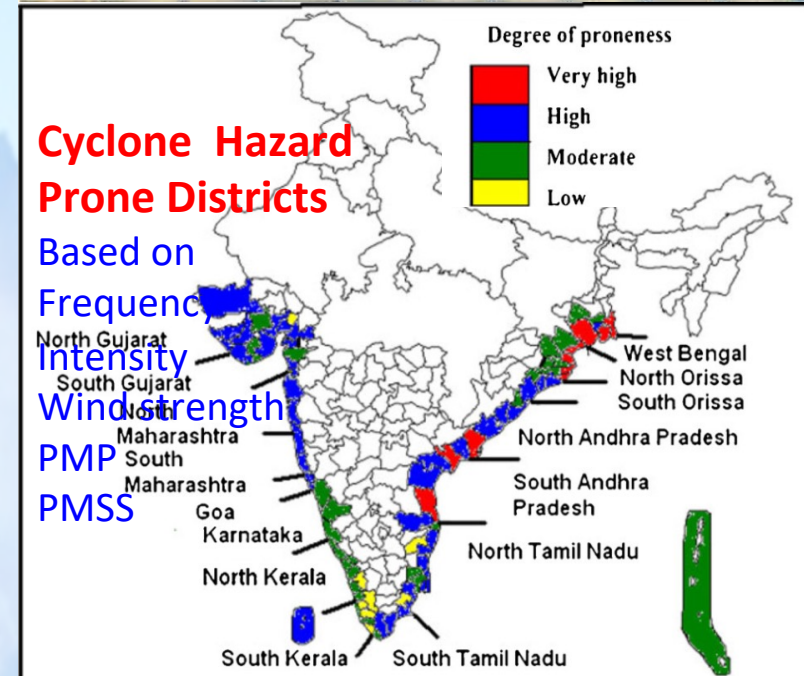 Degree of proneness
Very high
High
Moderate
Low
Cyclone Hazard
Prone Districts
Based on
Frequency
Intensity
Wind strength
PMP
PMSS
North Gujarat
South Gujarat
North
Maharashtra
South
Maharashtra
Goa
Karnataka
North Kerala
South Kerala
South Tamil Nadu
West Bengal
North Orissa
South Orissa
North Andhra Pradesh
South Andhra
Pradesh
North Tamil Nadu